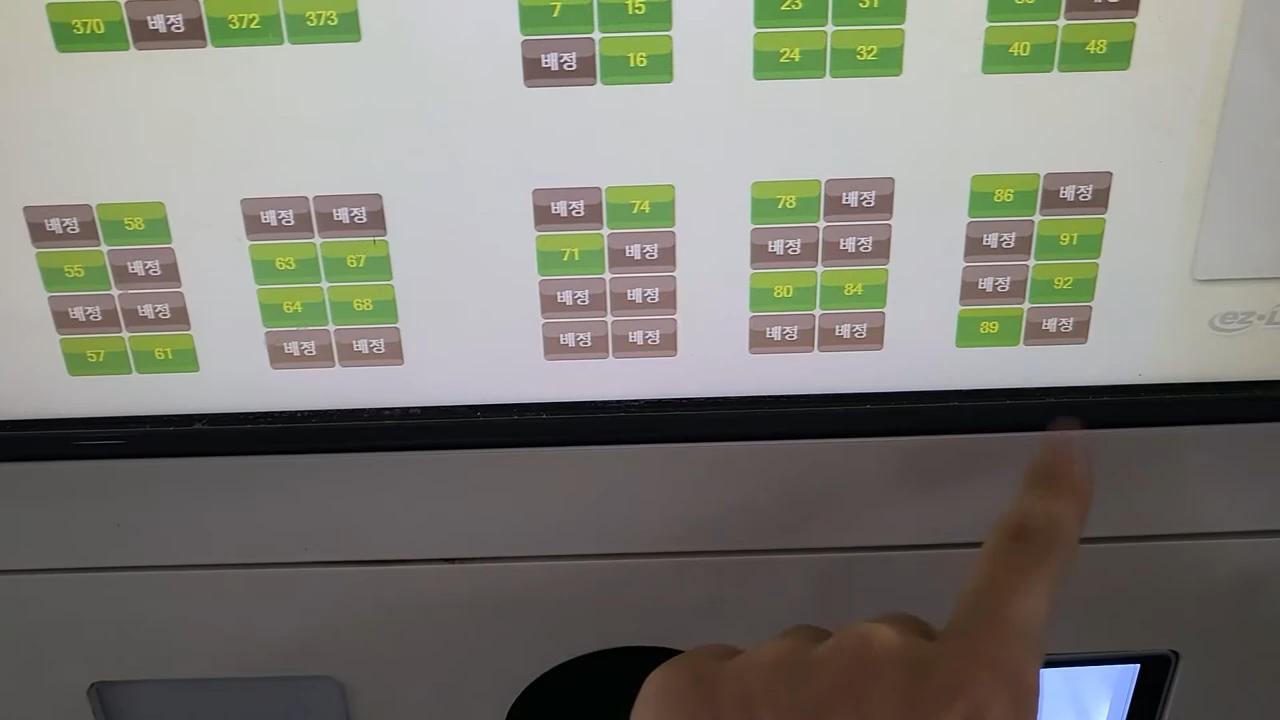 370 배정 372 373
7 15
배정 16
23 31
24 32
40 48
배정 58
55 배정
배정 배정
57 61
배정 배정
63 67
64 68
배정 배정
배정 74
71 배정
배정 배정
배정 배정
78 배정
배정 배정
80 84
배정 배정
86 배정
배정 91
배정 92
89 배정